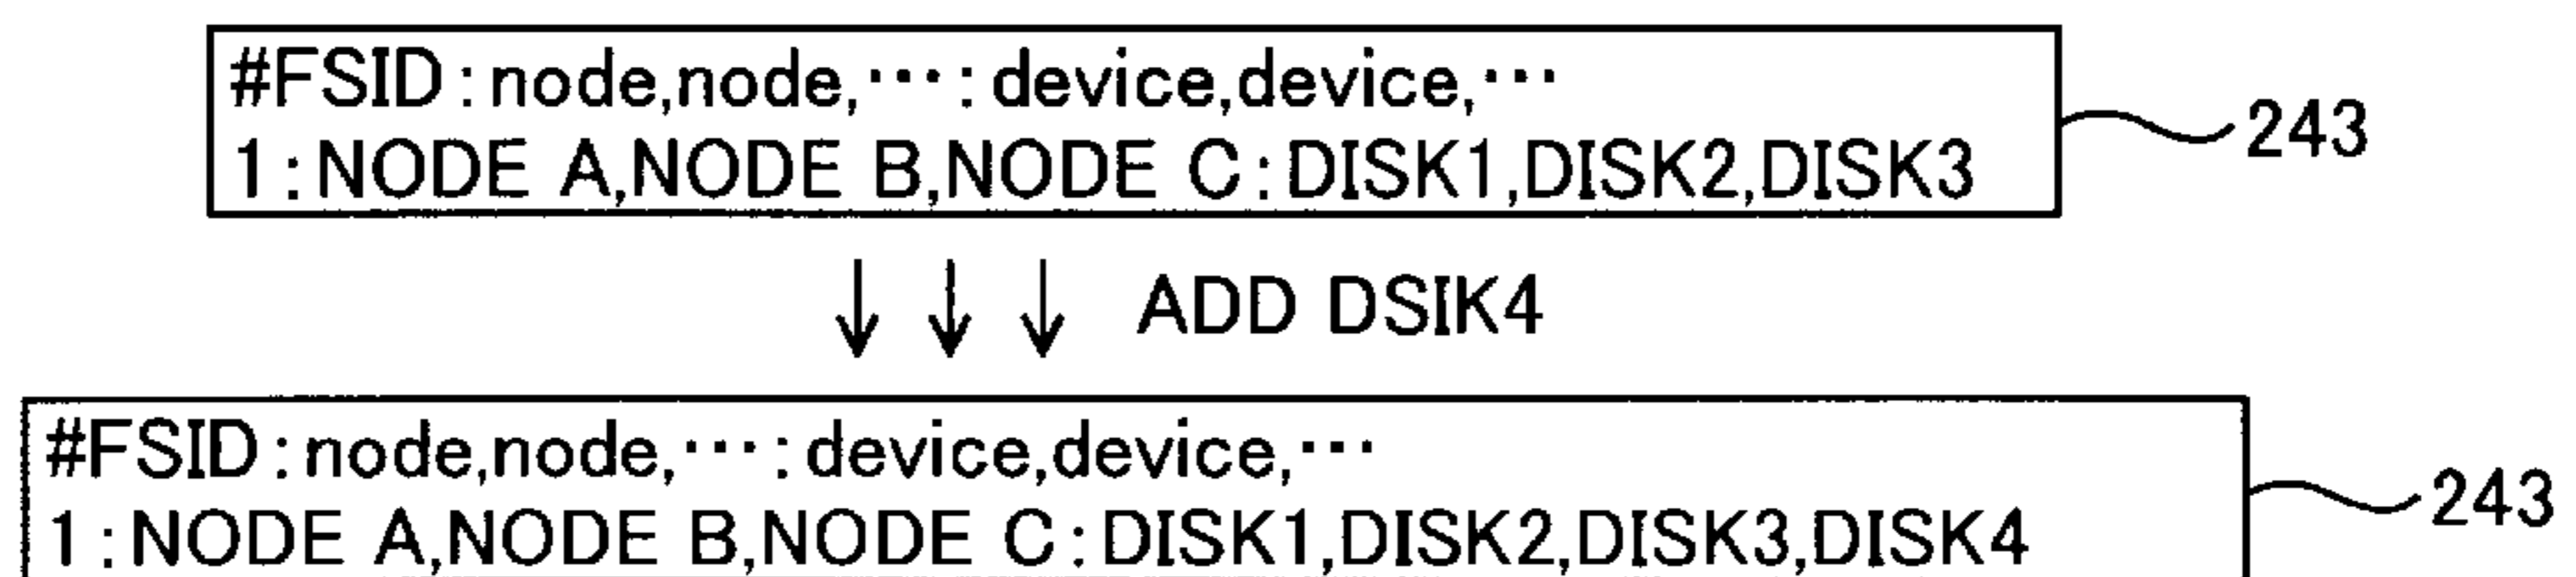 #FSID:node,node,···:device,device,···
1:NODE A,NODE B,NODE C:DISK1,DISK2,DISK3
243
ADD DSIK4
#FSID:node,node,···:device,device,···
1:NODE A,NODE B,NODE C:DISK1,DISK2,DISK3,DISK4
243